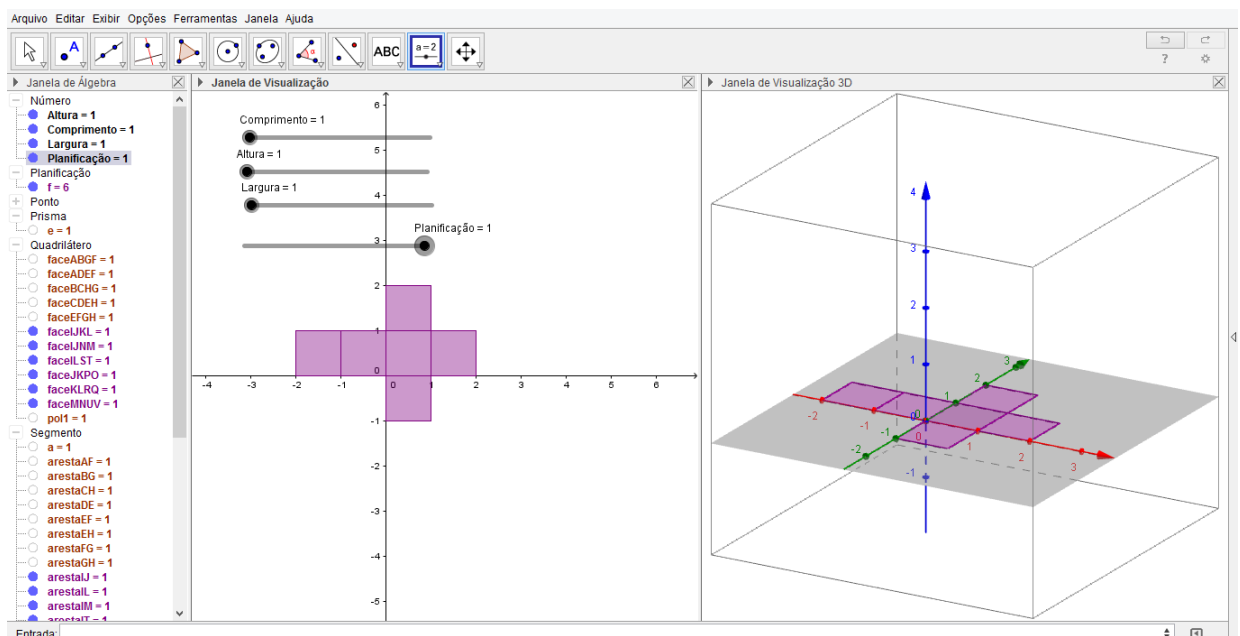 Arquivo Editar Exibir Opções Ferramentas Janela Ajuda
A
ABC
a=2
?
Janela de Álgebra
Número
Altura = 1
Comprimento = 1
Largura = 1
Planificação = 1
Planificação
f = 6
Ponto
Prisma
e = 1
Quadrilátero
faceABGF = 1
faceADEF = 1
faceBCHG = 1
faceCDEH = 1
faceEFGH = 1
faceIJKL = 1
faceIJNM = 1
faceILST = 1
faceJKPO = 1
faceKLRQ = 1
faceMNUV = 1
pol1 = 1
Segmento
a = 1
arestaAF = 1
arestaBG = 1
arestaCH = 1
arestaDE = 1
arestaEF = 1
arestaEH = 1
arestaFG = 1
arestaGH = 1
arestaIJ = 1
arestaIL = 1
arestaIM = 1
arestaIT = 1
Janela de Visualização
Comprimento = 1
Altura = 1
Largura = 1
Planificação = 1
6
5
4
3
2
1
0
-4 -3 -2 -1 0 1 2 3 4 5 6
-1
-2
-3
-4
-5
Janela de Visualização 3D
4
3
2
1
0
-1
3
2
1
0
-1
-2
-2 -1 0 1 2 3
Entrada: